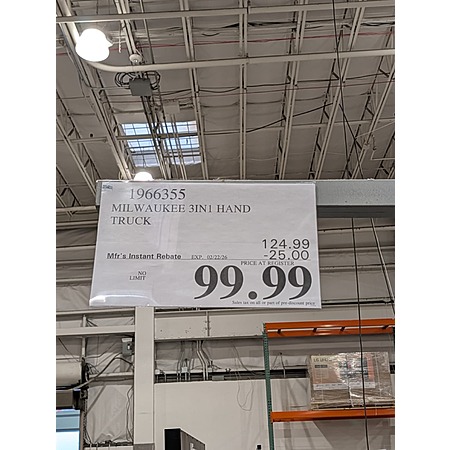 1966355
MILWAUKEE 3IN1 HAND
TRUCK
124.99
Mfr's Instant Rebate EXP. 02/22/26 -25.00
PRICE AT REGISTER
NO
LIMIT
99.99
Sales tax on all or part of pre-discount price